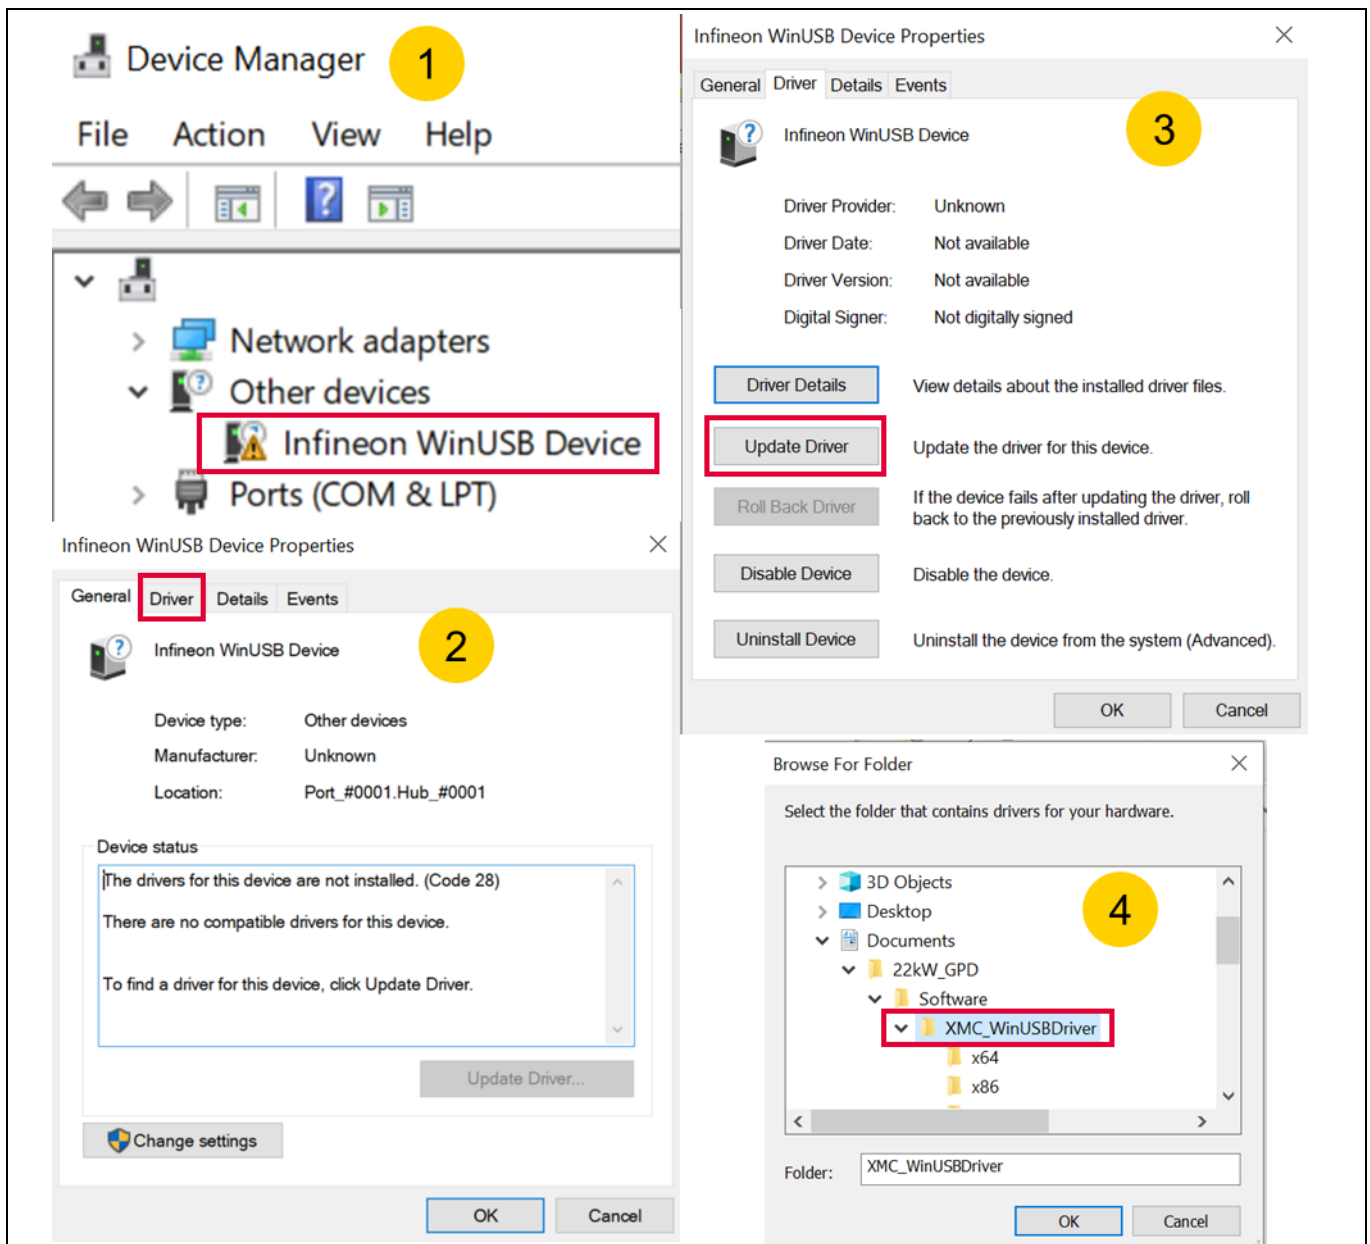 Device Manager
1
File Action View Help
Network adapters
Other devices
Infineon WinUSB Device
Ports (COM & LPT)
Infineon WinUSB Device Properties
General Driver Details Events
2
Infineon WinUSB Device
Device type: Other devices
Manufacturer: Unknown
Location: Port_#0001.Hub_#0001
Device status
The drivers for this device are not installed. (Code 28)
There are no compatible drivers for this device.
To find a driver for this device, click Update Driver.
Update Driver...
Change settings
OK Cancel
Infineon WinUSB Device Properties
General Driver Details Events
3
Infineon WinUSB Device
Driver Provider: Unknown
Driver Date: Not available
Driver Version: Not available
Digital Signer: Not digitally signed
Driver Details View details about the installed driver files.
Update Driver Update the driver for this device.
Roll Back Driver If the device fails after updating the driver, roll
back to the previously installed driver.
Disable Device Disable the device.
Uninstall Device Uninstall the device from the system (Advanced).
OK Cancel
Browse For Folder
Select the folder that contains drivers for your hardware.
4
3D Objects
Desktop
Documents
22kW_GPD
Software
XMC_WinUSBDriver
x64
x86
Folder: XMC_WinUSBDriver
OK Cancel